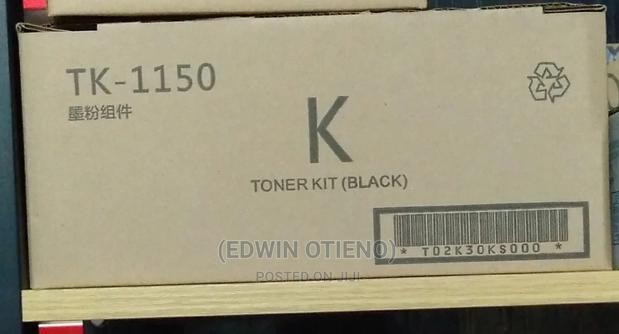 TK-1150
墨粉组件
K
TONER KIT (BLACK)
* T02K30KS000 *
(EDWIN OTIENO)
POSTED ON JIJI